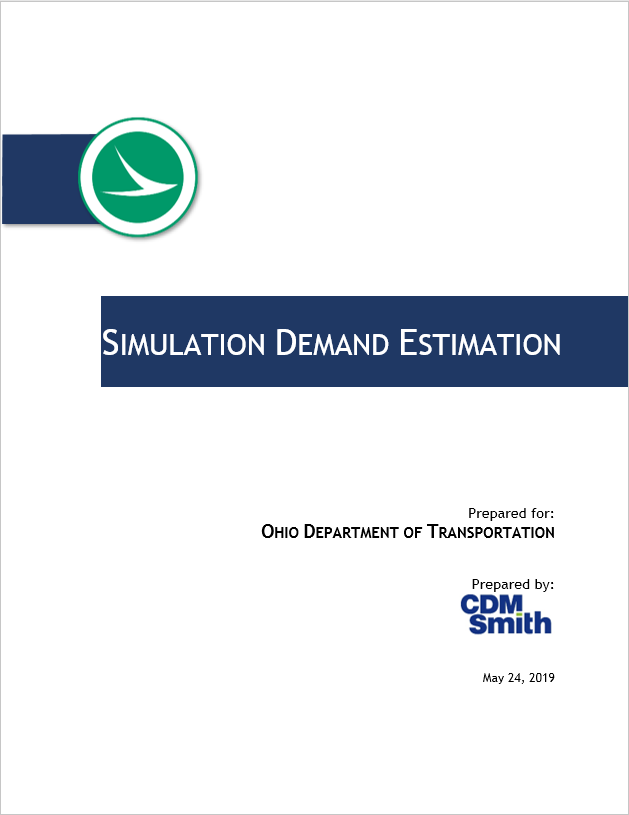 SIMULATION DEMAND ESTIMATION
Prepared for:
OHIO DEPARTMENT OF TRANSPORTATION
Prepared by:
CDM
Smith
May 24, 2019